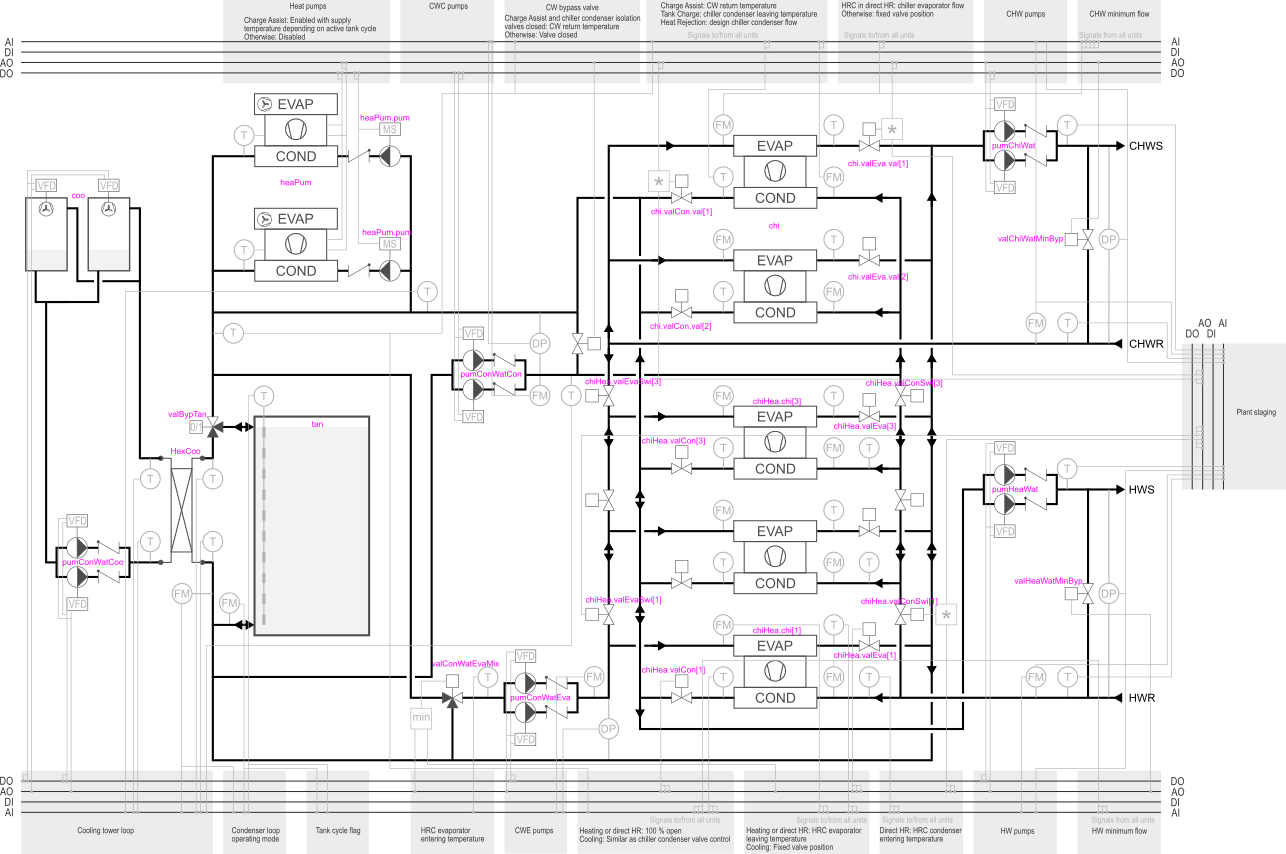 Heat pumps
Charge Assist: Enabled with supply
temperature depending on active tank cycle
Otherwise: Disabled
CWC pumps
CW bypass valve
Charge Assist and chiller condenser isolation
valves closed: CW return temperature
Otherwise: Valve closed
Charge Assist: CW return temperature
Tank Charge: chiller condenser leaving temperature
Heat Rejection: design chiller condenser flow
Signals to/from all units
HRC in direct HR: chiller evaporator flow
Otherwise: fixed valve position
Signals to/from all units
CHW pumps
CHW minimum flow
Signals from all units
AI
DI
AO
DO
AI
DI
AO
DO
EVAP
COND
T
MS
heaPum.pum
heaPum
EVAP
COND
T
MS
heaPum.pum
VFD
VFD
coo
T
T
FM
T
EVAP
COND
T
FM
*
*
chi.valEva.val[1]
chi.valCon.val[1]
chi
FM
T
EVAP
COND
T
FM
chi.valEva.val[2]
chi.valCon.val[2]
VFD
pumChiWat
VFD
T
CHWS
valChiWatMinByp
DP
FM
T
CHWR
DO
AO
DI
AI
Plant staging
VFD
pumConWatCon
VFD
DP
FM
T
valBypTan
0/1
T
tan
HexCoo
T
T
T
T
VFD
pumConWatCoo
VFD
FM
FM
chiHea.valEvaSwi[3]
chiHea.valConSwi[3]
chiHea.chi[3]
FM
EVAP
COND
T
chiHea.valEva[3]
chiHea.valCon[3]
T
FM
T
FM
EVAP
COND
T
T
FM
T
chiHea.valEvaSwi[1]
chiHea.valConSwi[1]
*
chiHea.chi[1]
FM
EVAP
COND
T
chiHea.valEva[1]
chiHea.valCon[1]
T
FM
T
VFD
pumHeaWat
VFD
T
HWS
valHeaWatMinByp
DP
FM
T
HWR
valConWatEvaMix
min
T
VFD
pumConWatEva
VFD
FM
DP
DO
AO
DI
AI
DO
AO
DI
AI
Cooling tower loop
Condenser loop
operating mode
Tank cycle flag
HRC evaporator
entering temperature
CWE pumps
Signals to/from all units
Heating or direct HR: 100 % open
Cooling: Similar as chiller condenser valve control
Signals to/from all units
Heating or direct HR: HRC evaporator
leaving temperature
Cooling: Fixed valve position
Signals to/from all units
Direct HR: HRC condenser
entering temperature
HW pumps
Signals from all units
HW minimum flow